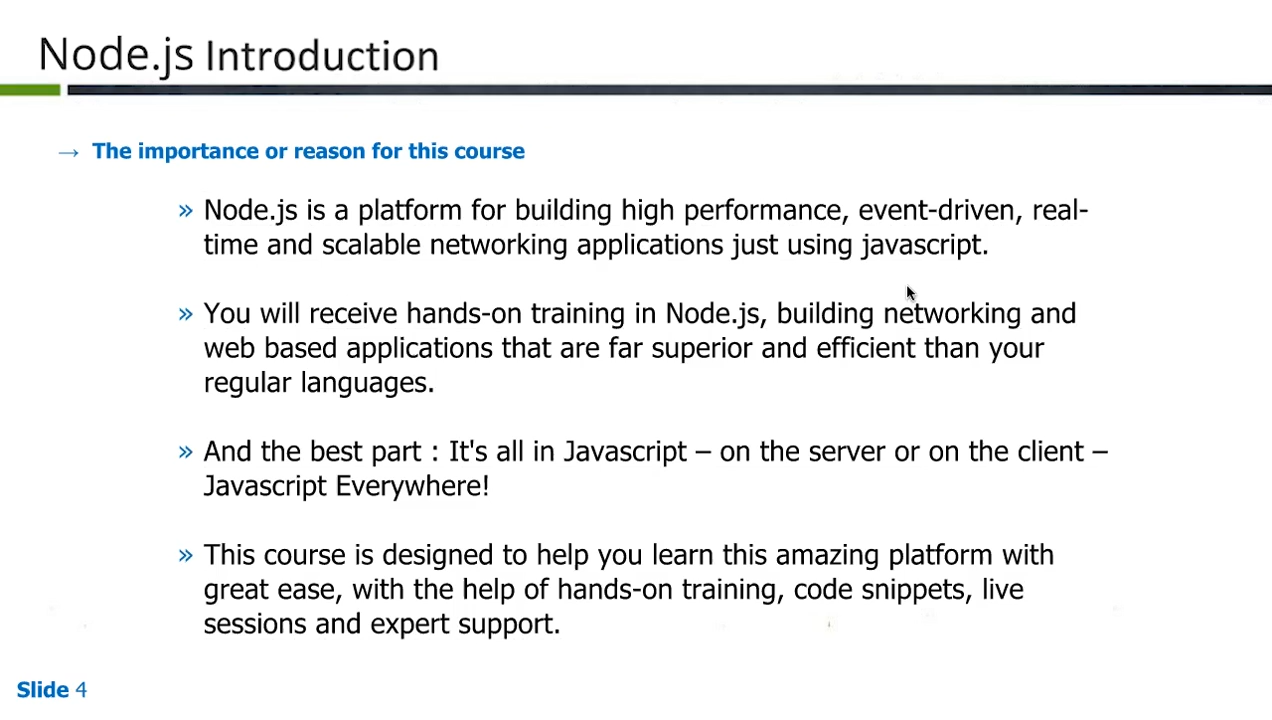 Node.js Introduction
→ The importance or reason for this course
» Node.js is a platform for building high performance, event-driven, real-
time and scalable networking applications just using javascript.
» You will receive hands-on training in Node.js, building networking and
web based applications that are far superior and efficient than your
regular languages.
» And the best part : It's all in Javascript – on the server or on the client –
Javascript Everywhere!
» This course is designed to help you learn this amazing platform with
great ease, with the help of hands-on training, code snippets, live
sessions and expert support.
Slide 4